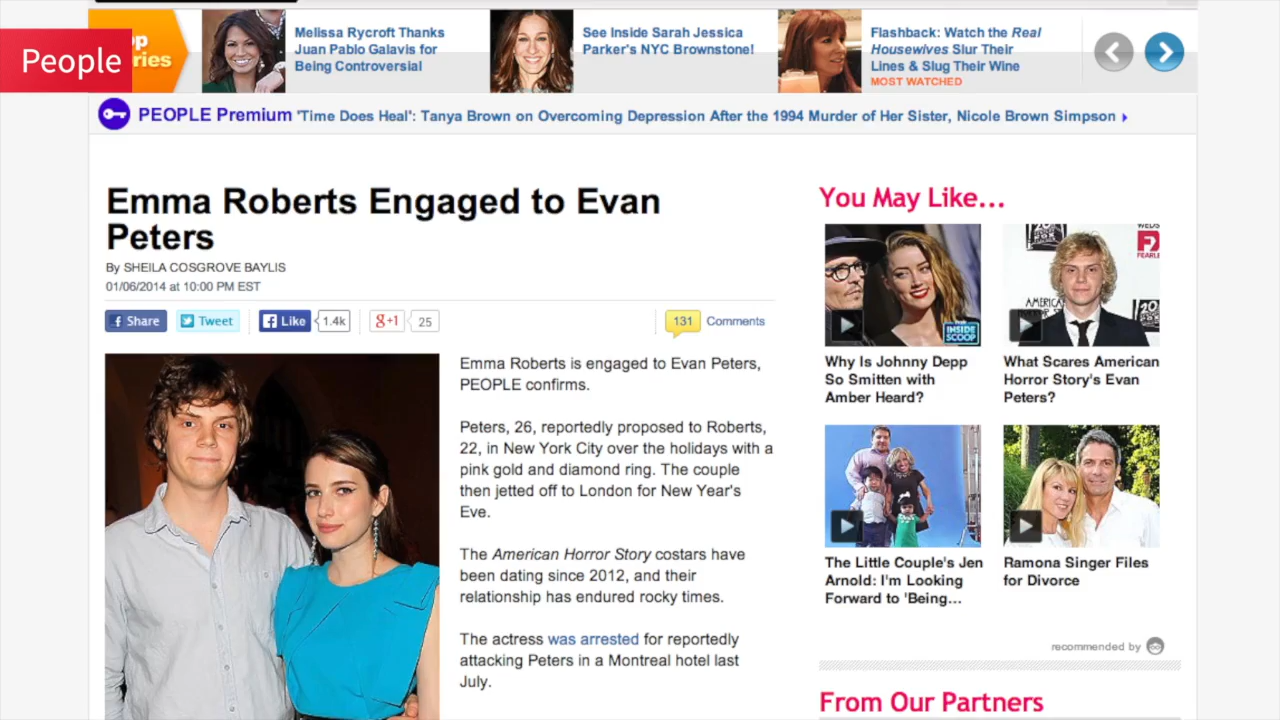 People
op
ries
Melissa Rycroft Thanks
Juan Pablo Galavis for
Being Controversial
See Inside Sarah Jessica
Parker's NYC Brownstone!
Flashback: Watch the Real
Housewives Slur Their
Lines & Slug Their Wine
MOST WATCHED
PEOPLE Premium 'Time Does Heal': Tanya Brown on Overcoming Depression After the 1994 Murder of Her Sister, Nicole Brown Simpson
Emma Roberts Engaged to Evan
Peters
By SHEILA COSGROVE BAYLIS
01/06/2014 at 10:00 PM EST
Share Tweet Like 1.4k g+1 25 131 Comments
Emma Roberts is engaged to Evan Peters,
PEOPLE confirms.
Peters, 26, reportedly proposed to Roberts,
22, in New York City over the holidays with a
pink gold and diamond ring. The couple
then jetted off to London for New Year's
Eve.
The American Horror Story costars have
been dating since 2012, and their
relationship has endured rocky times.
The actress was arrested for reportedly
attacking Peters in a Montreal hotel last
July.
You May Like...
INSIDE
SCOOP
AMERICA
20
Why Is Johnny Depp
So Smitten with
Amber Heard?
What Scares American
Horror Story's Evan
Peters?
The Little Couple's Jen
Arnold: I'm Looking
Forward to 'Being...
Ramona Singer Files
for Divorce
recommended by
From Our Partners